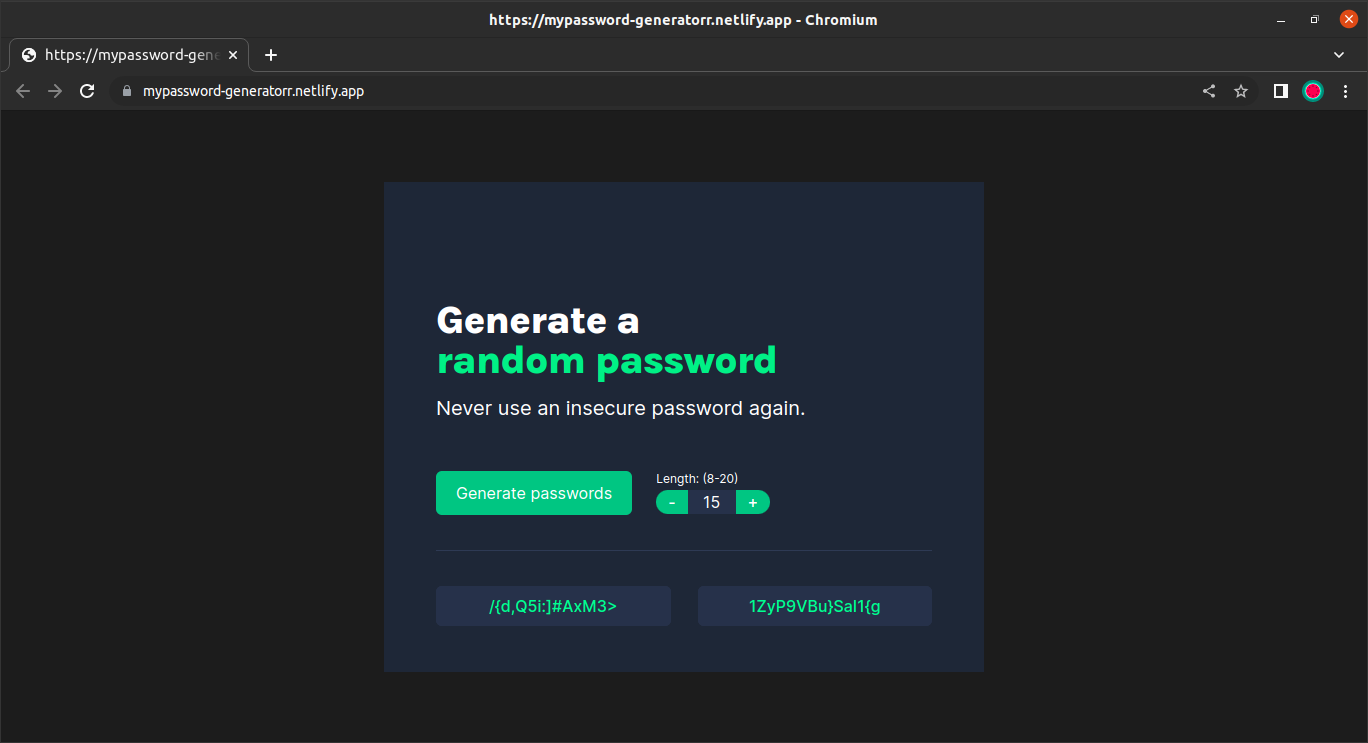 https://mypassword-generatorr.netlify.app - Chromium
https://mypassword-gene
mypassword-generatorr.netlify.app
Generate a
random password
Never use an insecure password again.
Generate passwords
Length: (8-20)
- 15 +
/{d,Q5i:]#AxM3>
1ZyP9VBu}SaI1{g